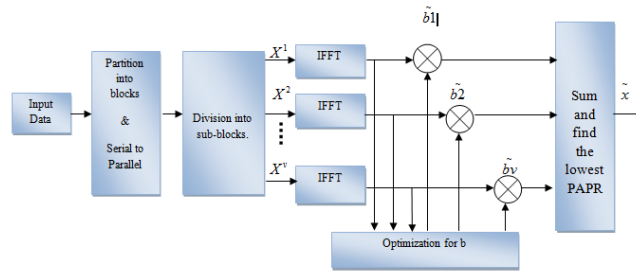 Input
Data
Partition
into
blocks
&
Serial to
Parallel
Division into
sub-blocks.
X¹
IFFT
b̃1|
X²
IFFT
b̃2
Xᵛ
IFFT
b̃v
Optimization for b
Sum
and
find
the
lowest
PAPR
x̃